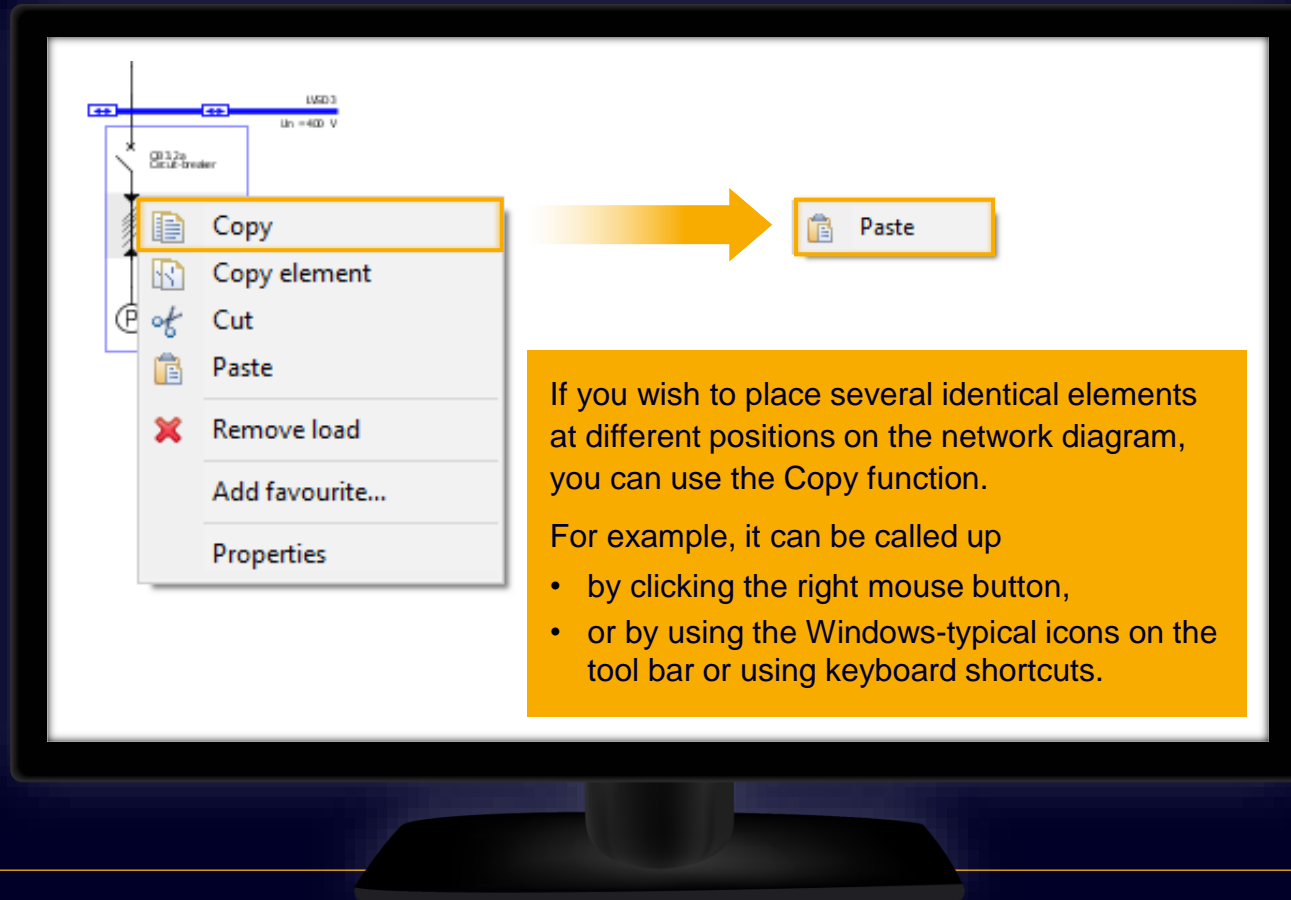 LVSD 3
Un = 400 V
CB 3.2a
Circuit-breaker
Copy
Copy element
Cut
Paste
Remove load
Add favourite...
Properties
P
Paste
If you wish to place several identical elements
at different positions on the network diagram,
you can use the Copy function.
For example, it can be called up
• by clicking the right mouse button,
• or by using the Windows-typical icons on the
tool bar or using keyboard shortcuts.